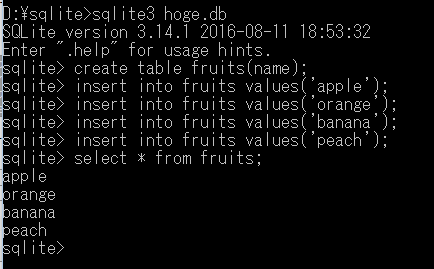 D:¥sqlite>sqlite3 hoge.db
SQLite version 3.14.1 2016-08-11 18:53:32
Enter ".help" for usage hints.
sqlite> create table fruits(name);
sqlite> insert into fruits values('apple');
sqlite> insert into fruits values('orange');
sqlite> insert into fruits values('banana');
sqlite> insert into fruits values('peach');
sqlite> select * from fruits;
apple
orange
banana
peach
sqlite>